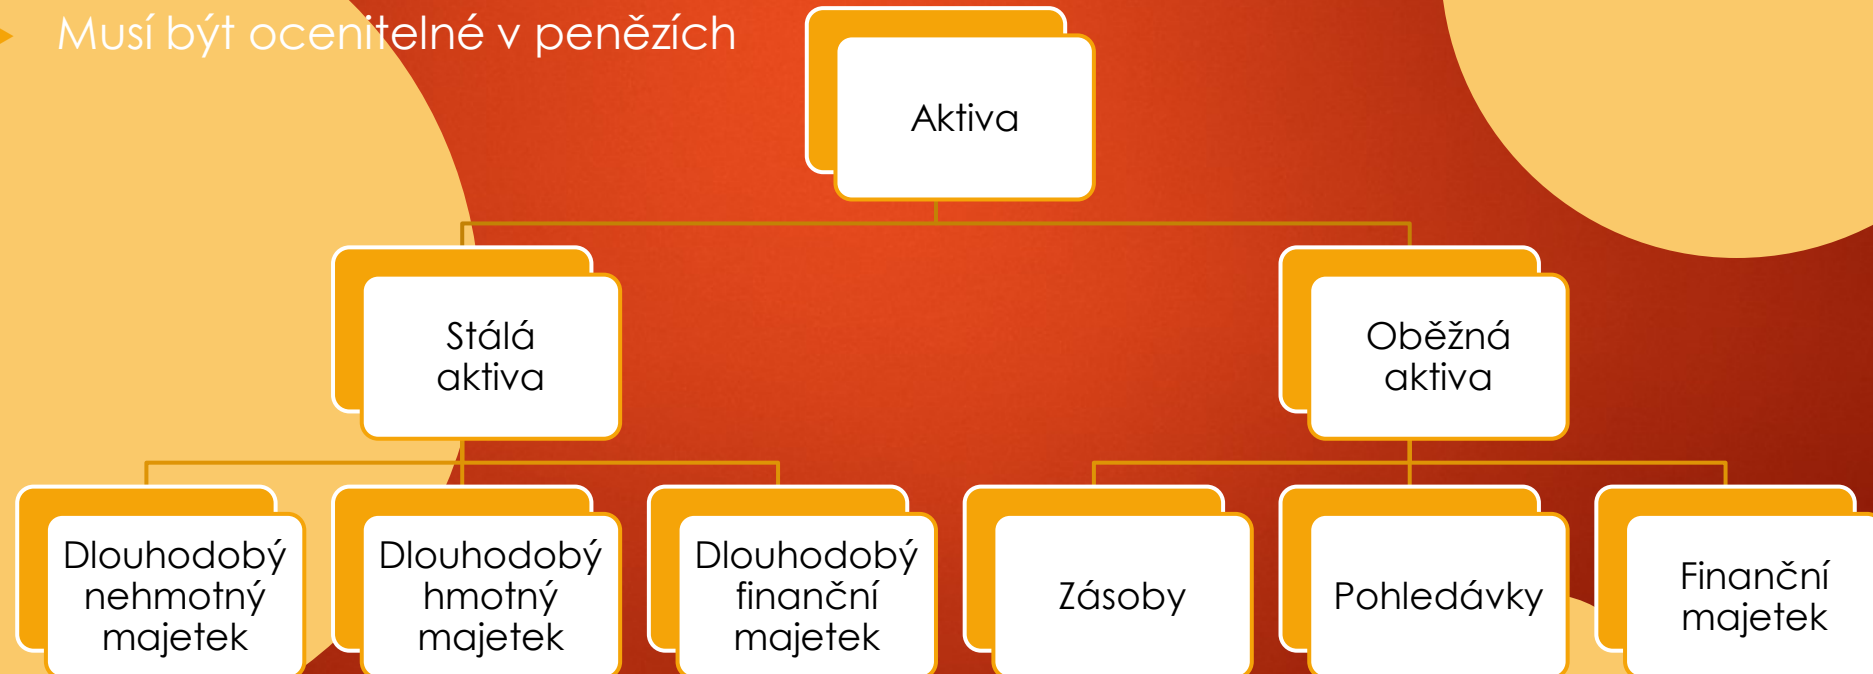 Musí být ocenitelné v penězích
Aktiva
Stálá
aktiva
Oběžná
aktiva
Dlouhodobý
nehmotný
majetek
Dlouhodobý
hmotný
majetek
Dlouhodobý
finanční
majetek
Zásoby
Pohledávky
Finanční
majetek